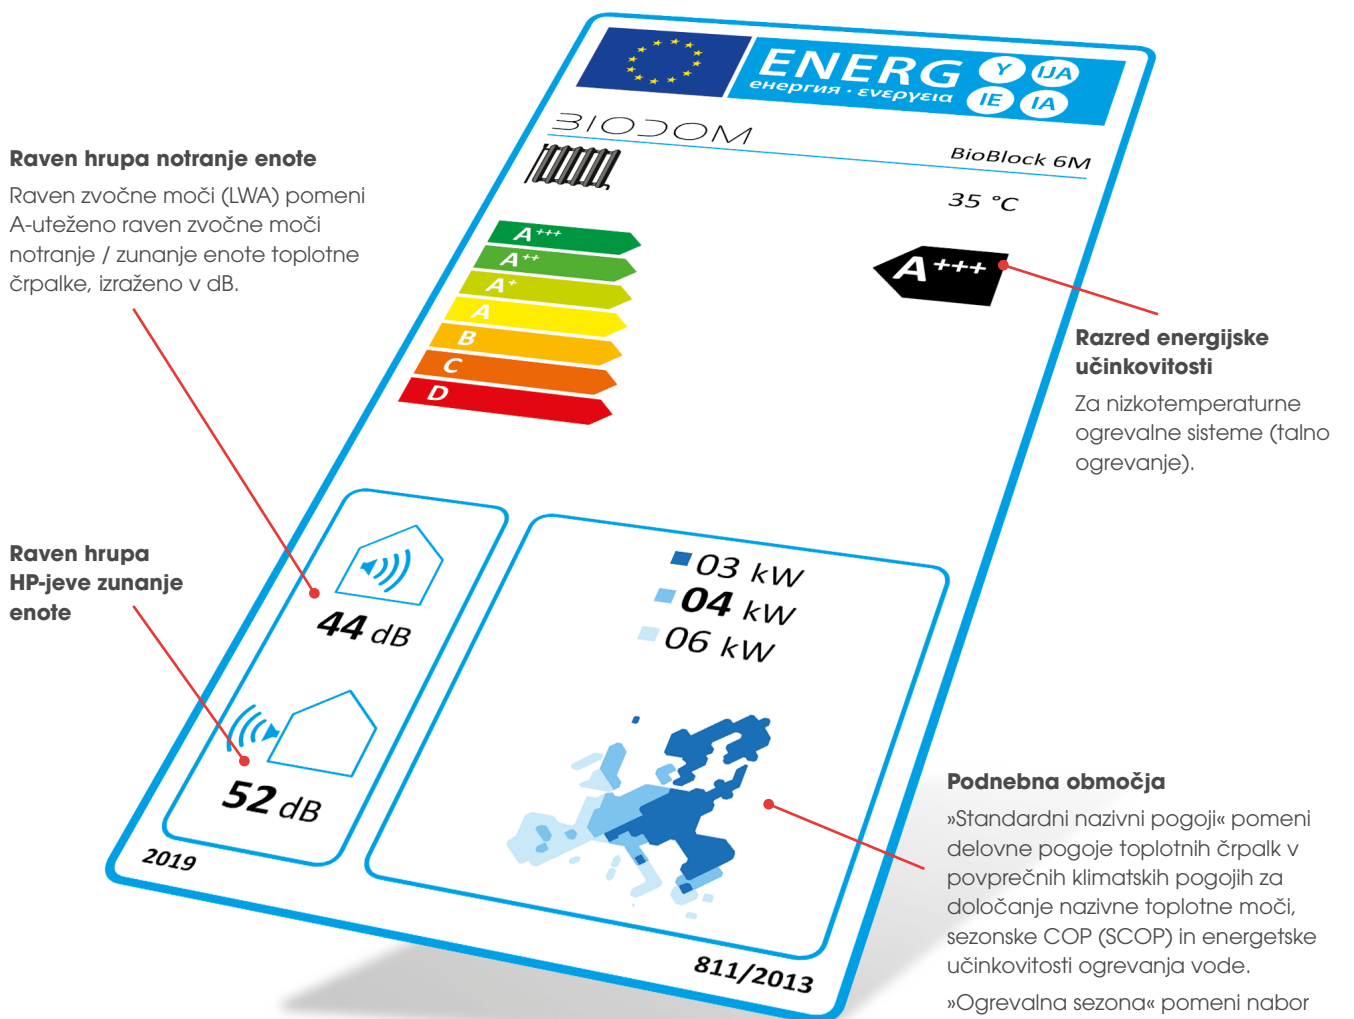 ENERG Y IJA
енергия · ενεργεια IE IA
BIODOM
BioBlock 6M
35 °C
A+++
A++
A+
A
B
C
D
A+++
Raven hrupa notranje enote
Raven zvočne moči (LWA) pomeni
A-uteženo raven zvočne moči
notranje / zunanje enote toplotne
črpalke, izraženo v dB.
Razred energijske
učinkovitosti
Za nizkotemperaturne
ogrevalne sisteme (talno
ogrevanje).
Raven hrupa
HP-jeve zunanje
enote
44 dB
52 dB
03 kW
04 kW
06 kW
2019
811/2013
Podnebna območja
»Standardni nazivni pogoji« pomeni
delovne pogoje toplotnih črpalk v
povprečnih klimatskih pogojih za
določanje nazivne toplotne moči,
sezonske COP (SCOP) in energetske
učinkovitosti ogrevanja vode.
»Ogrevalna sezona« pomeni nabor